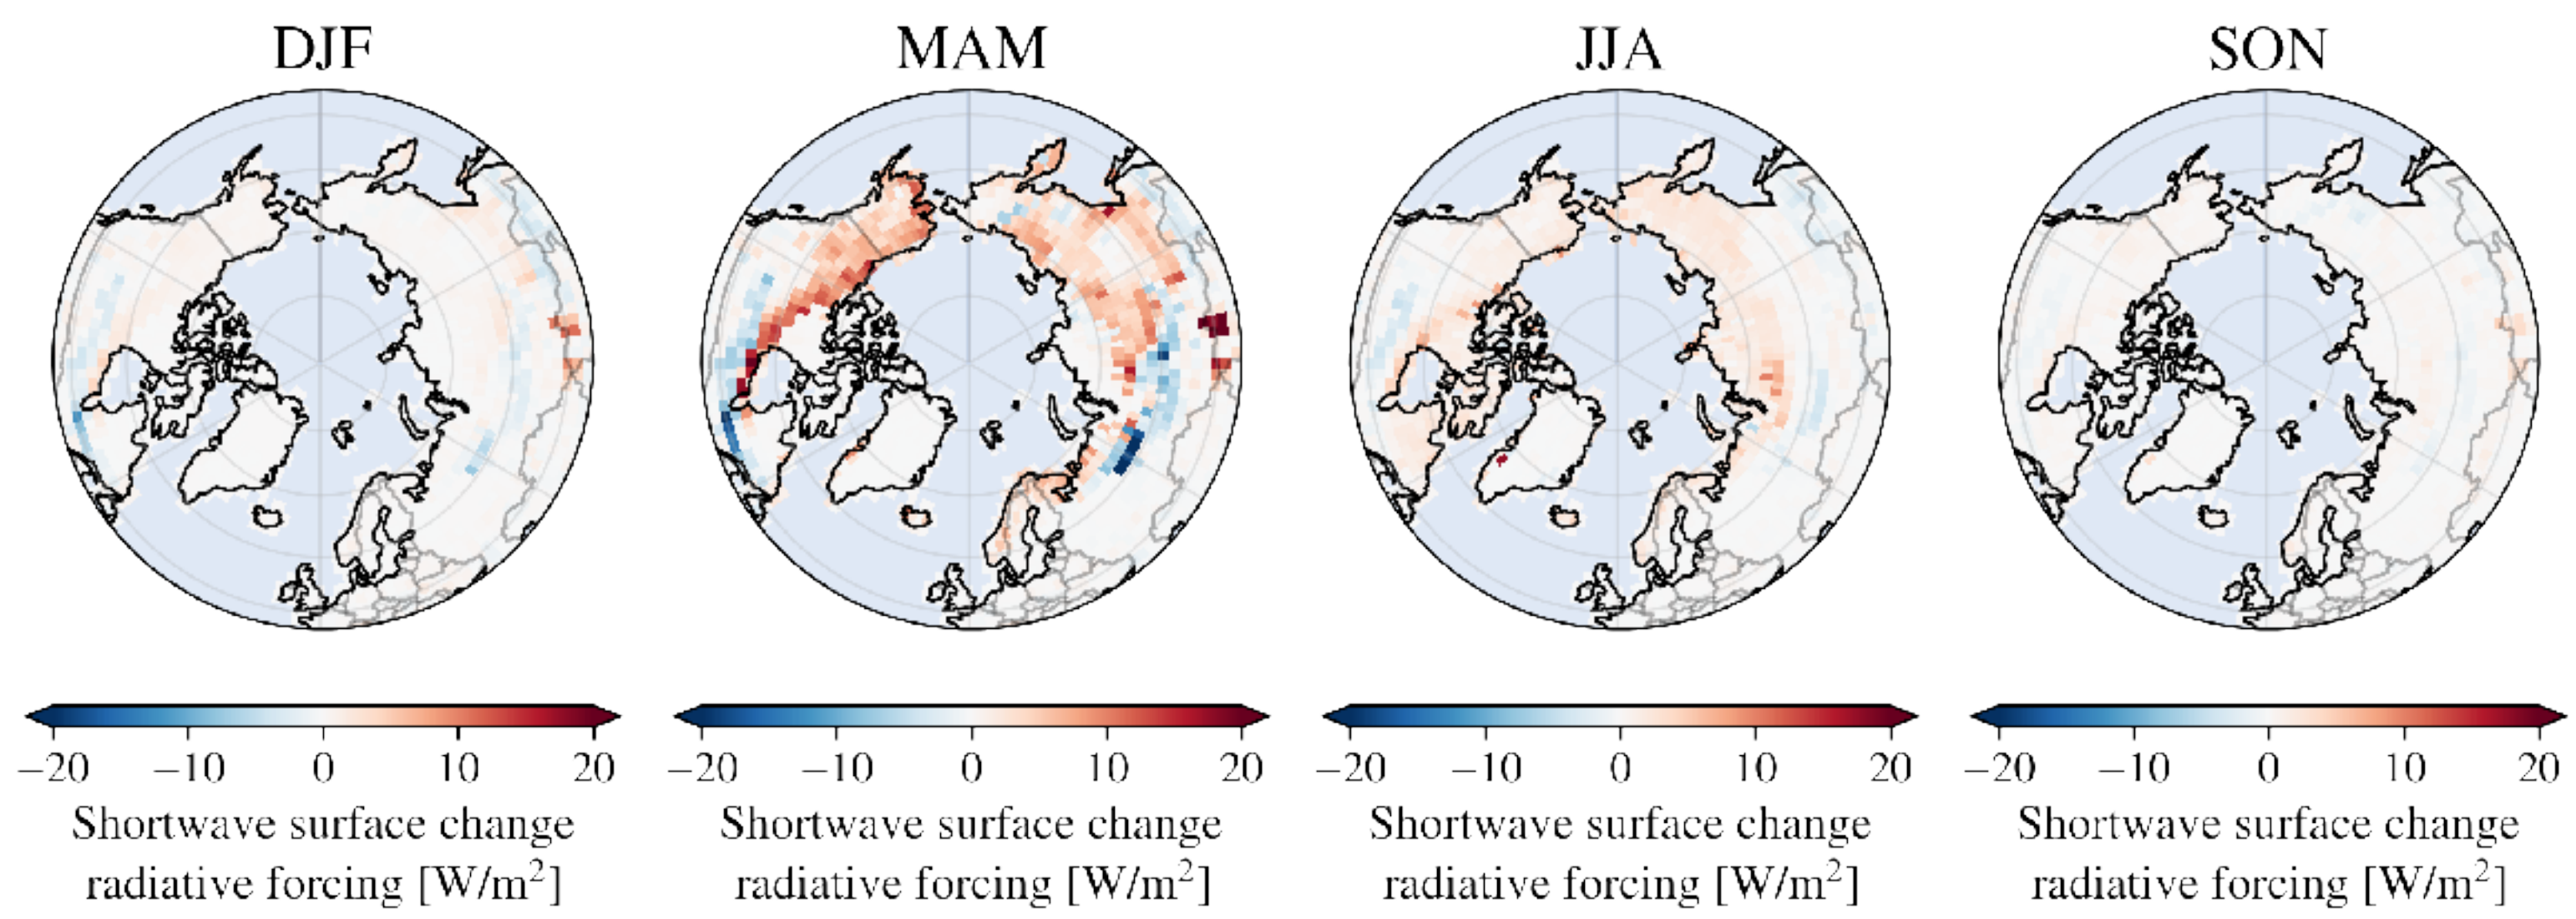 DJF
MAM
JJA
SON
−20 −10 0 10 20
Shortwave surface change
radiative forcing [W/m²]
−20 −10 0 10 20
Shortwave surface change
radiative forcing [W/m²]
−20 −10 0 10 20
Shortwave surface change
radiative forcing [W/m²]
−20 −10 0 10 20
Shortwave surface change
radiative forcing [W/m²]